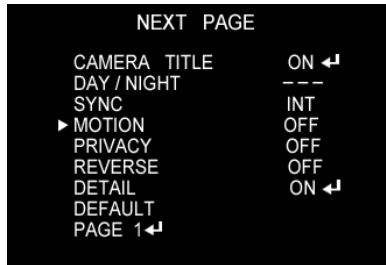 NEXT PAGE
CAMERA TITLE ON ↵
DAY / NIGHT ---
SYNC INT
▶ MOTION OFF
PRIVACY OFF
REVERSE OFF
DETAIL ON ↵
DEFAULT
PAGE 1↵